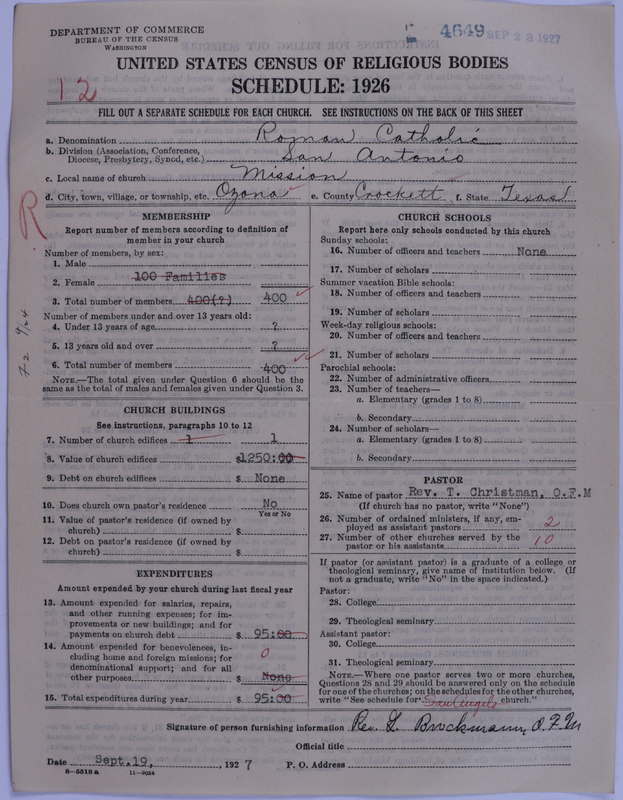 DEPARTMENT OF COMMERCE
BUREAU OF THE CENSUS
WASHINGTON
4649 SEP 23 1927
UNITED STATES CENSUS OF RELIGIOUS BODIES
SCHEDULE: 1926
12
FILL OUT A SEPARATE SCHEDULE FOR EACH CHURCH. SEE INSTRUCTIONS ON THE BACK OF THIS SHEET
a. Denomination Roman Catholic
b. Division (Association, Conference, Diocese, Presbytery, Synod, etc.) San Antonio
c. Local name of church Mission
d. City, town, village, or township, etc. Ozona e. County Crockett f. State Texas
R
MEMBERSHIP
Report number of members according to definition of
member in your church
Number of members, by sex:
1. Male
2. Female 100 Families
3. Total number of members 400(?) 400
Number of members under and over 13 years old:
4. Under 13 years of age ?
5. 13 years old and over ?
6. Total number of members 400
NOTE.—The total given under Question 6 should be
same as the total of males and females given under Question 3.
CHURCH BUILDINGS
See instructions, paragraphs 10 to 12
7. Number of church edifices 1 1
8. Value of church edifices $1250:00
9. Debt on church edifices $ None
10. Does church own pastor's residence No
Yes or No
11. Value of pastor's residence (if owned by
church) $
12. Debt on pastor's residence (if owned by
church) $
EXPENDITURES
Amount expended by your church during last fiscal year
13. Amount expended for salaries, repairs,
and other running expenses; for im-
provements or new buildings; and for
payments on church debt $ 95:00
14. Amount expended for benevolences, in-
cluding home and foreign missions; for
denominational support; and for all
other purposes 0 $ None
15. Total expenditures during year $ 95:00
CHURCH SCHOOLS
Report here only schools conducted by this church
Sunday schools:
16. Number of officers and teachers None
17. Number of scholars
Summer vacation Bible schools:
18. Number of officers and teachers
19. Number of scholars
Week-day religious schools:
20. Number of officers and teachers
21. Number of scholars
Parochial schools:
22. Number of administrative officers
23. Number of teachers—
a. Elementary (grades 1 to 8)
b. Secondary
24. Number of scholars—
a. Elementary (grades 1 to 8)
b. Secondary
PASTOR
25. Name of pastor Rev. T. Christman, O.F.M
(If church has no pastor, write "None")
26. Number of ordained ministers, if any, em-
ployed as assistant pastors 2
27. Number of other churches served by the
pastor or his assistants 10
If pastor (or assistant pastor) is a graduate of a college or
theological seminary, give name of institution below. (If
not a graduate, write "No" in the space indicated.)
Pastor:
28. College
29. Theological seminary
Assistant pastor:
30. College
31. Theological seminary
NOTE.—Where one pastor serves two or more churches,
Questions 28 and 29 should be answered only on the schedule
for one of the churches; on the schedules for the other churches,
write "See schedule for San Angelo church."
Signature of person furnishing information Rev. L. Brockmann, O.F.M
Official title
Date Sept.19, 1927 P. O. Address
8-5518 a 11-9054